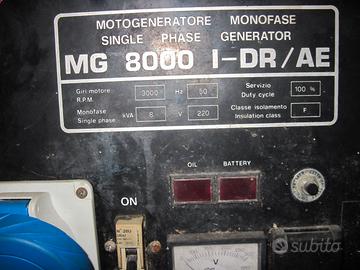 MOTOGENERATORE MONOFASE
SINGLE PHASE GENERATOR
MG 8000 I-DR/AE
Giri motore R.P.M. 3000 Hz 50 Servizio Duty cycle 100 %
Monofase Single phase kVA 8 V 220 Classe isolamento Insulation class F
OIL BATTERY
ON
V
subito